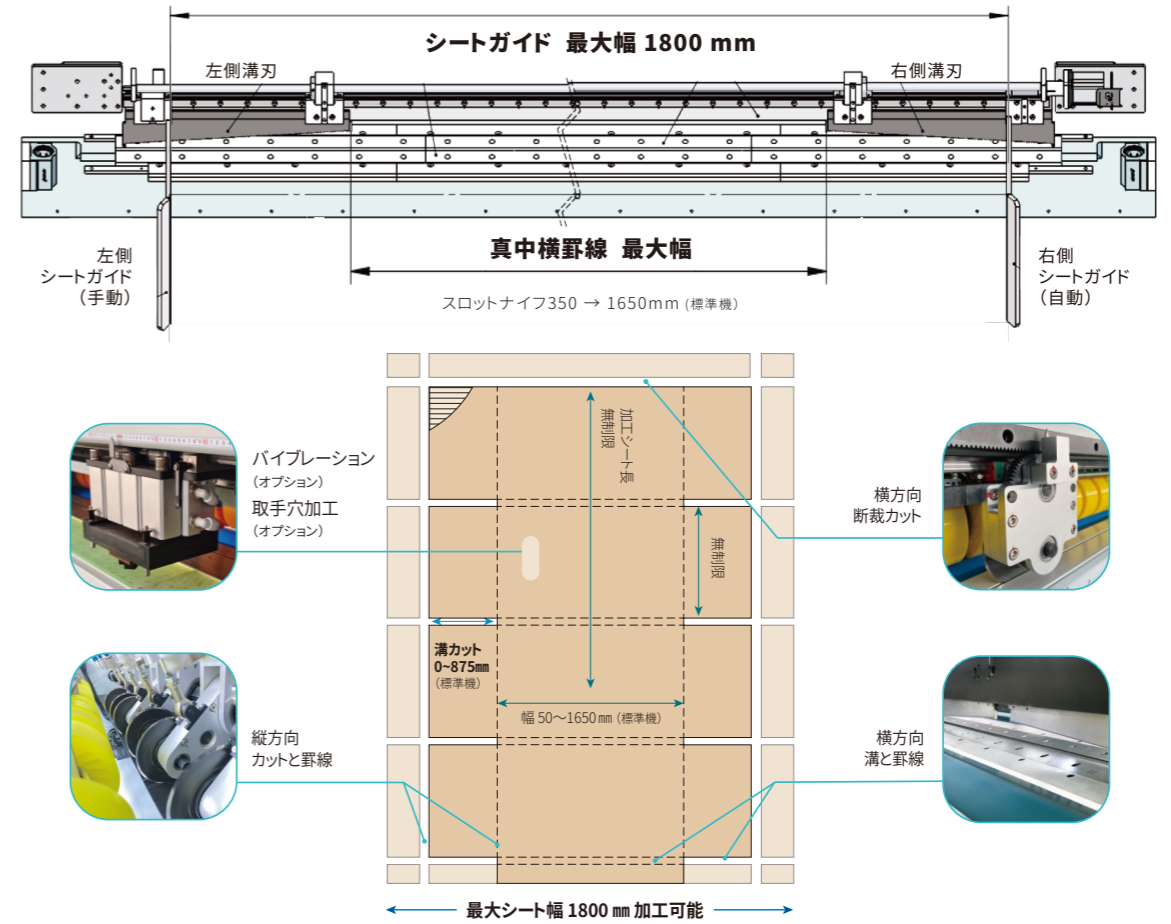 シートガイド 最大幅 1800 mm
左側溝刃
右側溝刃
真中横罫線 最大幅
左側
シートガイド
（手動）
右側
シートガイド
（自動）
スロットナイフ350 → 1650mm (標準機)
加工シート長
無制限
バイブレーション
（オプション）
取手穴加工
（オプション）
横方向
断裁カット
無制限
溝カット
0~875㎜
（標準機）
幅 50～1650㎜ (標準機)
縦方向
カットと罫線
横方向
溝と罫線
最大シート幅 1800 ㎜ 加工可能